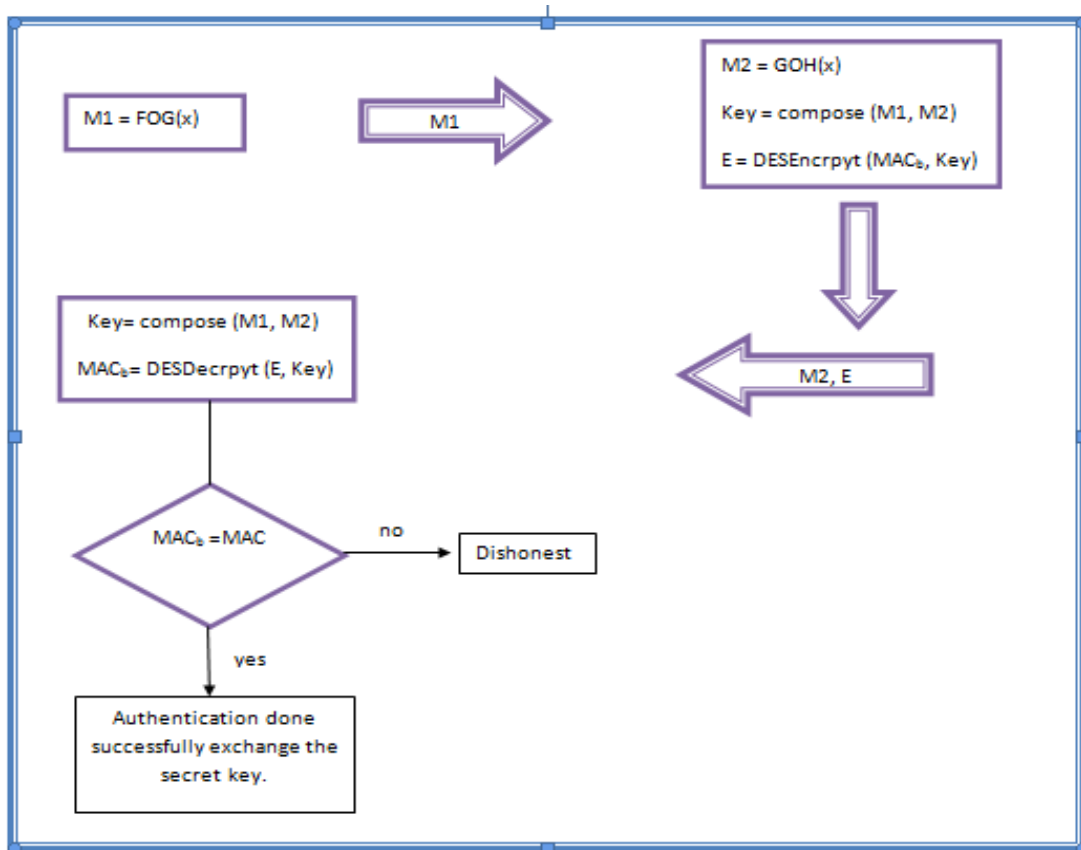 M1 = FOG(x)
M1
M2 = GOH(x)
Key = compose (M1, M2)
E = DESEncrpyt (MACb, Key)
M2, E
Key= compose (M1, M2)
MACb= DESDecrpyt (E, Key)
MACb =MAC
no
Dishonest
yes
Authentication done
successfully exchange the
secret key.